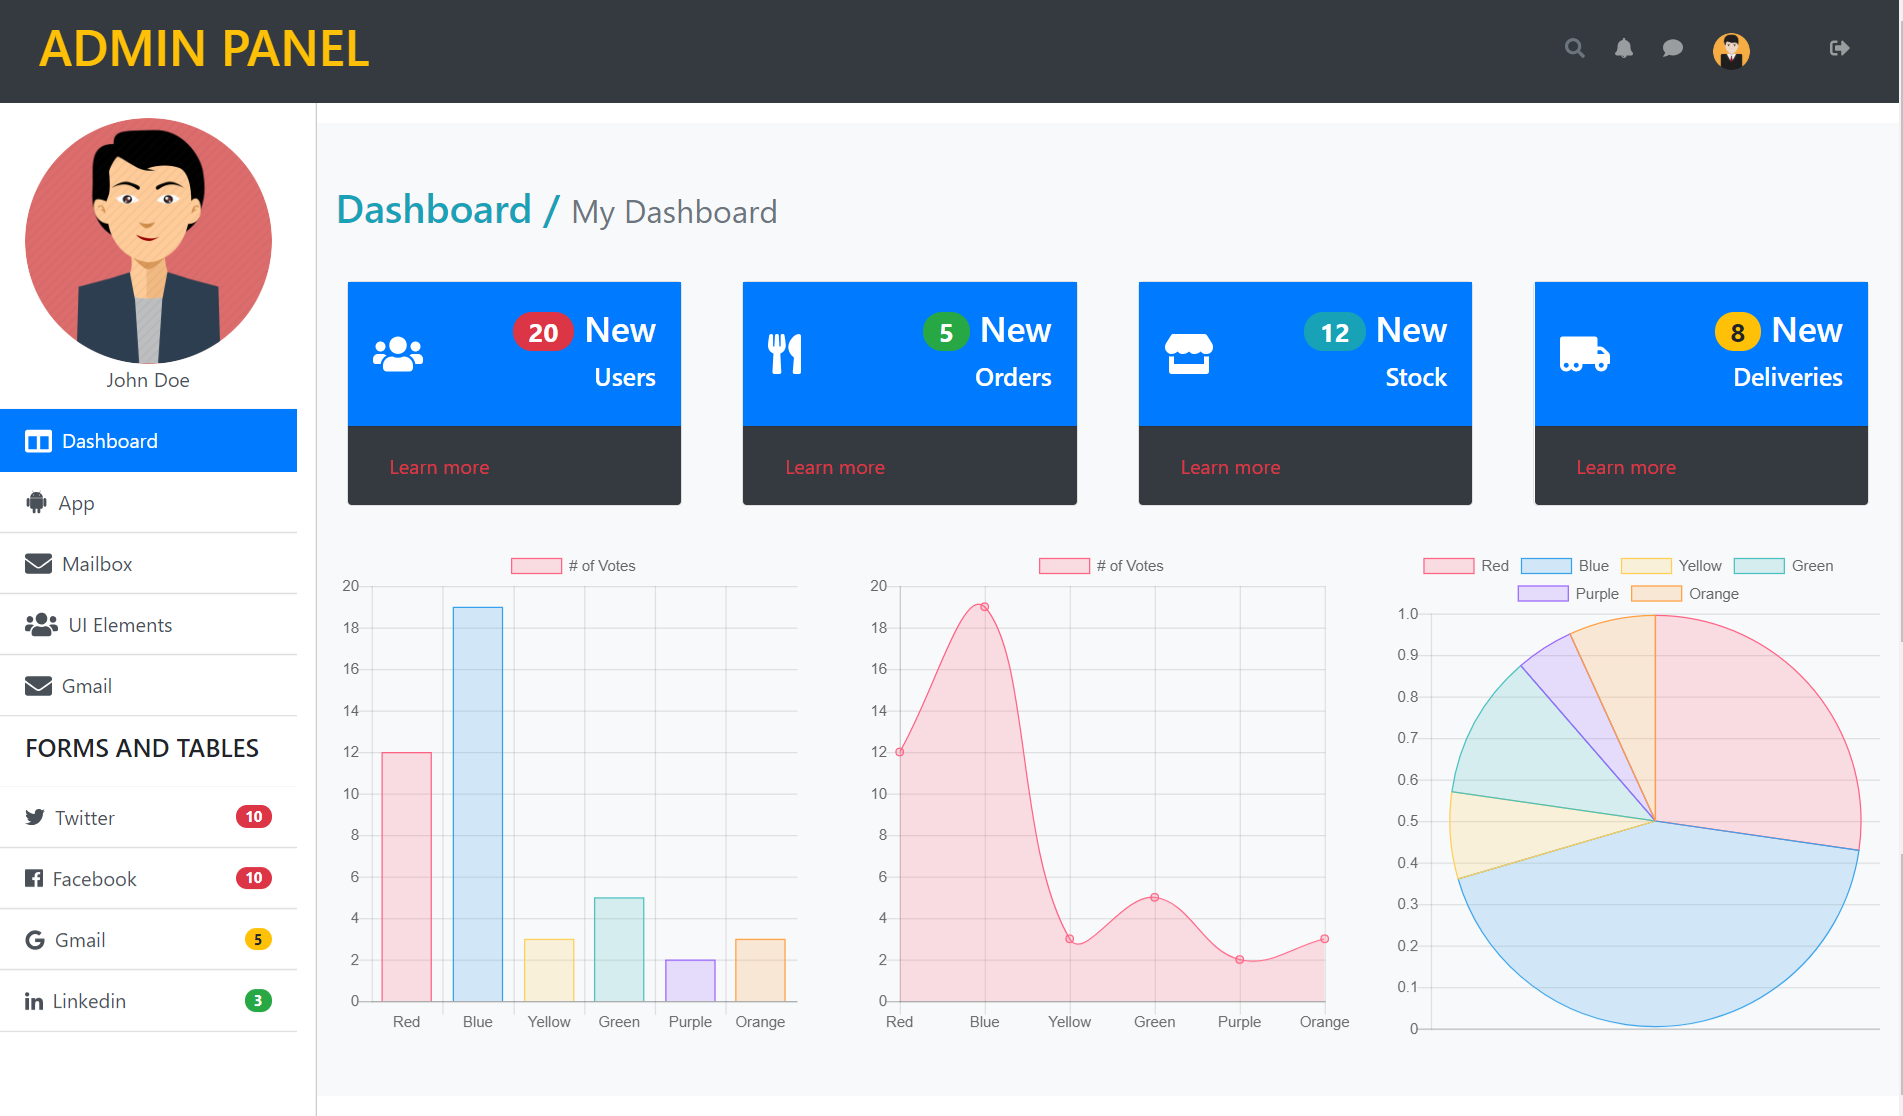 ADMIN PANEL
John Doe
Dashboard
App
Mailbox
UI Elements
Gmail
FORMS AND TABLES
Twitter 10
Facebook 10
Gmail 5
Linkedin 3
Dashboard / My Dashboard
20 New
Users
Learn more
5 New
Orders
Learn more
12 New
Stock
Learn more
8 New
Deliveries
Learn more
# of Votes
20
18
16
14
12
10
8
6
4
2
0
Red Blue Yellow Green Purple Orange
# of Votes
20
18
16
14
12
10
8
6
4
2
0
Red Blue Yellow Green Purple Orange
Red Blue Yellow Green
Purple Orange
1.0
0.9
0.8
0.7
0.6
0.5
0.4
0.3
0.2
0.1
0